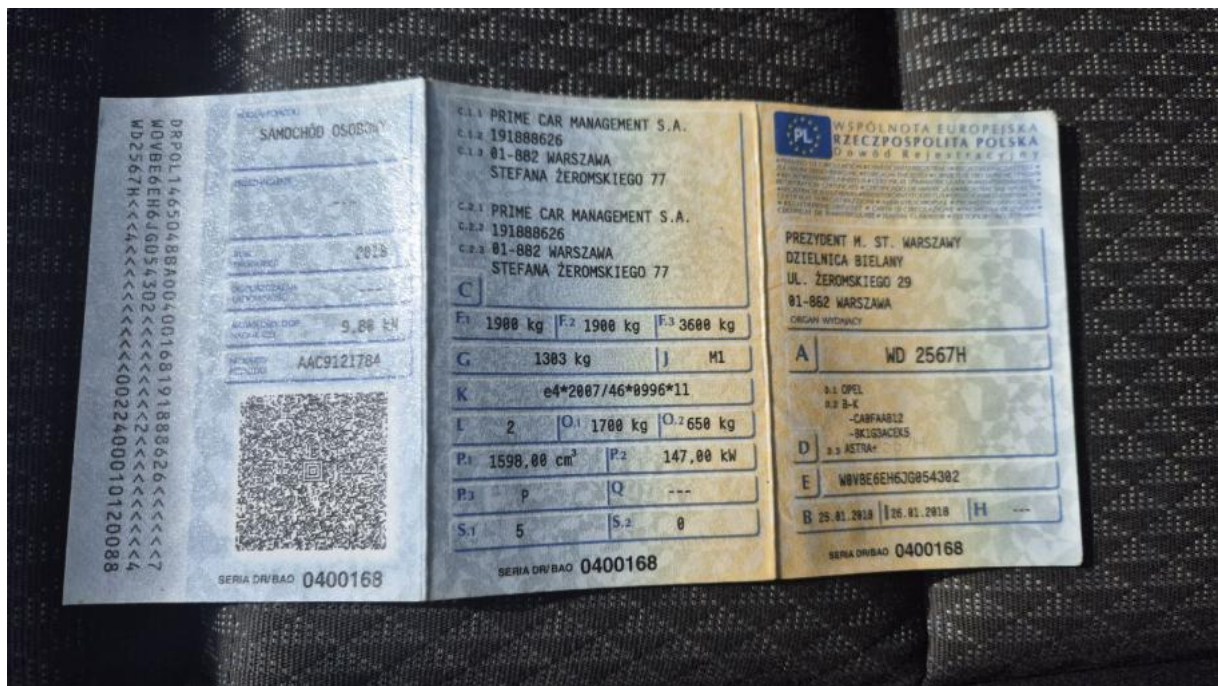 DRPOL1465048BA00400168191888626<<<<<7
W0VBE6EH6JG054302<<<<<<<2<<<<<<<<<4
WD2567H<<4<<<<<<<<<<<<0022400010120088
SAMOCHÓD OSOBOWY
---
2018
---
9,80 kN
AAC9121784
SERIA DR/BAO 0400168
C.1.1 PRIME CAR MANAGEMENT S.A.
C.1.2 191888626
C.1.3 01-882 WARSZAWA
STEFANA ŻEROMSKIEGO 77
C.2.1 PRIME CAR MANAGEMENT S.A.
C.2.2 191888626
C.2.3 01-882 WARSZAWA
STEFANA ŻEROMSKIEGO 77
C
F.1 1900 kg F.2 1900 kg F.3 3600 kg
G 1303 kg J M1
K e4*2007/46*0996*11
L 2 O.1 1700 kg O.2 650 kg
P.1 1598,00 cm³ P.2 147,00 kW
P.3 P Q ---
S.1 5 S.2 0
SERIA DR/BAO 0400168
PL WSPÓLNOTA EUROPEJSKA
RZECZPOSPOLITA POLSKA
Dowód Rejestracyjny
PREZYDENT M. ST. WARSZAWY
DZIELNICA BIELANY
UL. ŻEROMSKIEGO 29
01-882 WARSZAWA
ORGAN WYDAJĄCY
A WD 2567H
D.1 OPEL
D.2 B-K
-CA0FAAB12
-BK1G3ACEK5
D D.3 ASTRA+
E W0VBE6EH6JG054302
B 25.01.2018 I 26.01.2018 H ---
SERIA DR/BAO 0400168